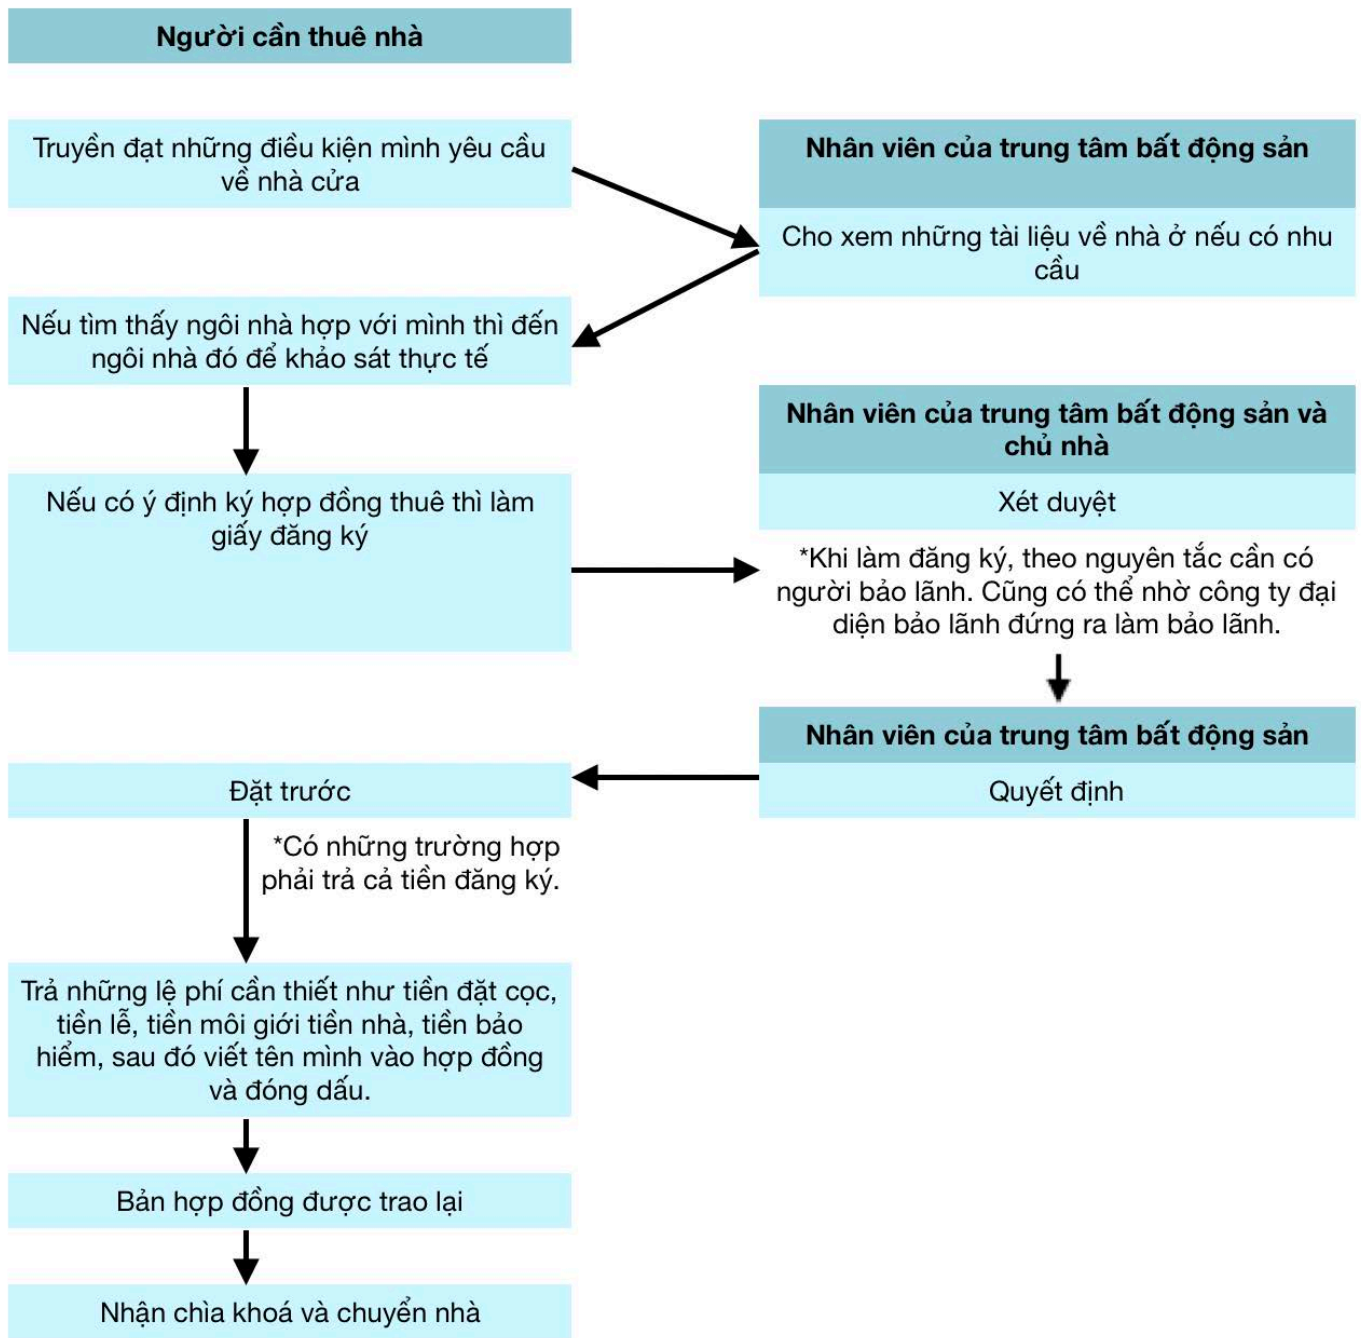 Người cần thuê nhà
Truyền đạt những điều kiện mình yêu cầu
về nhà cửa
Nhân viên của trung tâm bất động sản
Cho xem những tài liệu về nhà ở nếu có nhu
cầu
Nếu tìm thấy ngôi nhà hợp với mình thì đến
ngôi nhà đó để khảo sát thực tế
Nếu có ý định ký hợp đồng thuê thì làm
giấy đăng ký
Nhân viên của trung tâm bất động sản và
chủ nhà
Xét duyệt
*Khi làm đăng ký, theo nguyên tắc cần có
người bảo lãnh. Cũng có thể nhờ công ty đại
diện bảo lãnh đứng ra làm bảo lãnh.
Nhân viên của trung tâm bất động sản
Quyết định
Đặt trước
*Có những trường hợp
phải trả cả tiền đăng ký.
Trả những lệ phí cần thiết như tiền đặt cọc,
tiền lễ, tiền môi giới tiền nhà, tiền bảo
hiểm, sau đó viết tên mình vào hợp đồng
và đóng dấu.
Bản hợp đồng được trao lại
Nhận chìa khoá và chuyển nhà